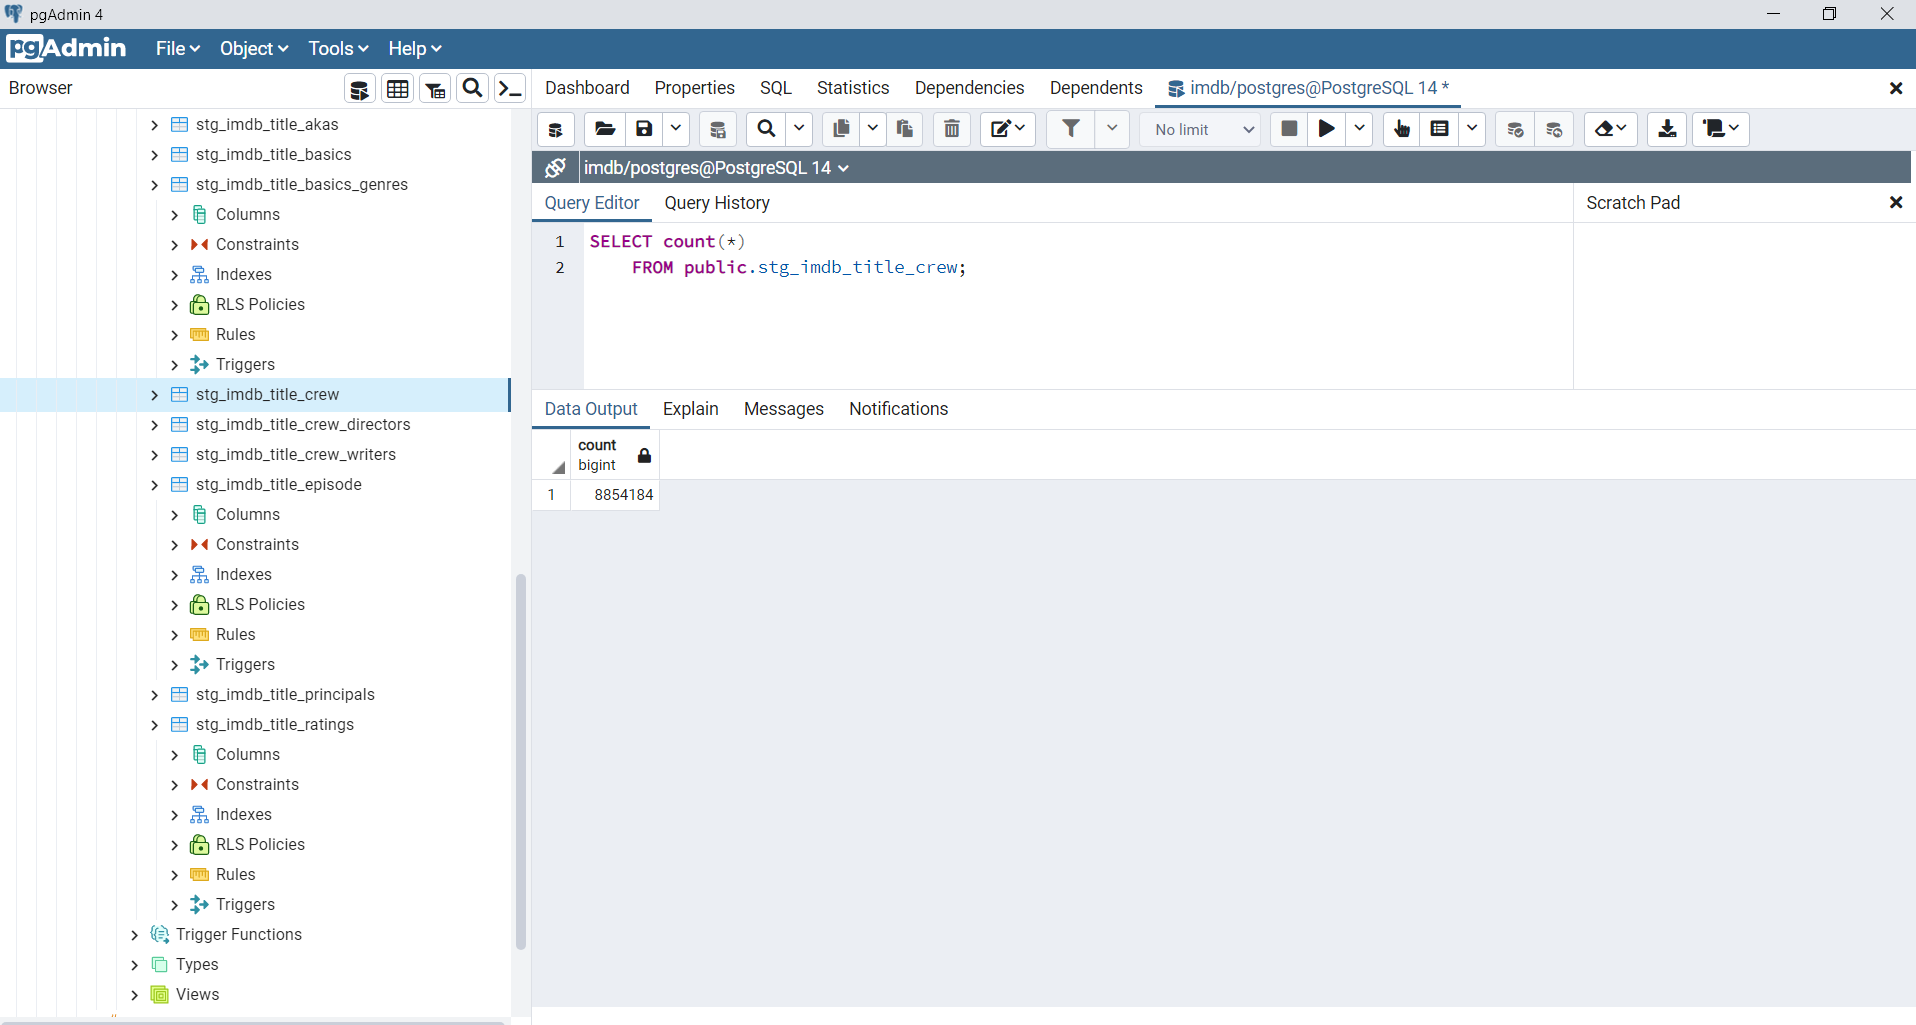 pgAdmin 4
pgAdmin File Object Tools Help
Browser
stg_imdb_title_akas
stg_imdb_title_basics
stg_imdb_title_basics_genres
Columns
Constraints
Indexes
RLS Policies
Rules
Triggers
stg_imdb_title_crew
stg_imdb_title_crew_directors
stg_imdb_title_crew_writers
stg_imdb_title_episode
Columns
Constraints
Indexes
RLS Policies
Rules
Triggers
stg_imdb_title_principals
stg_imdb_title_ratings
Columns
Constraints
Indexes
RLS Policies
Rules
Triggers
Trigger Functions
Types
Views
Dashboard Properties SQL Statistics Dependencies Dependents imdb/postgres@PostgreSQL 14 *
No limit
imdb/postgres@PostgreSQL 14
Query Editor Query History
Scratch Pad
1 SELECT count(*)
2 FROM public.stg_imdb_title_crew;
Data Output Explain Messages Notifications
count
bigint
1 8854184